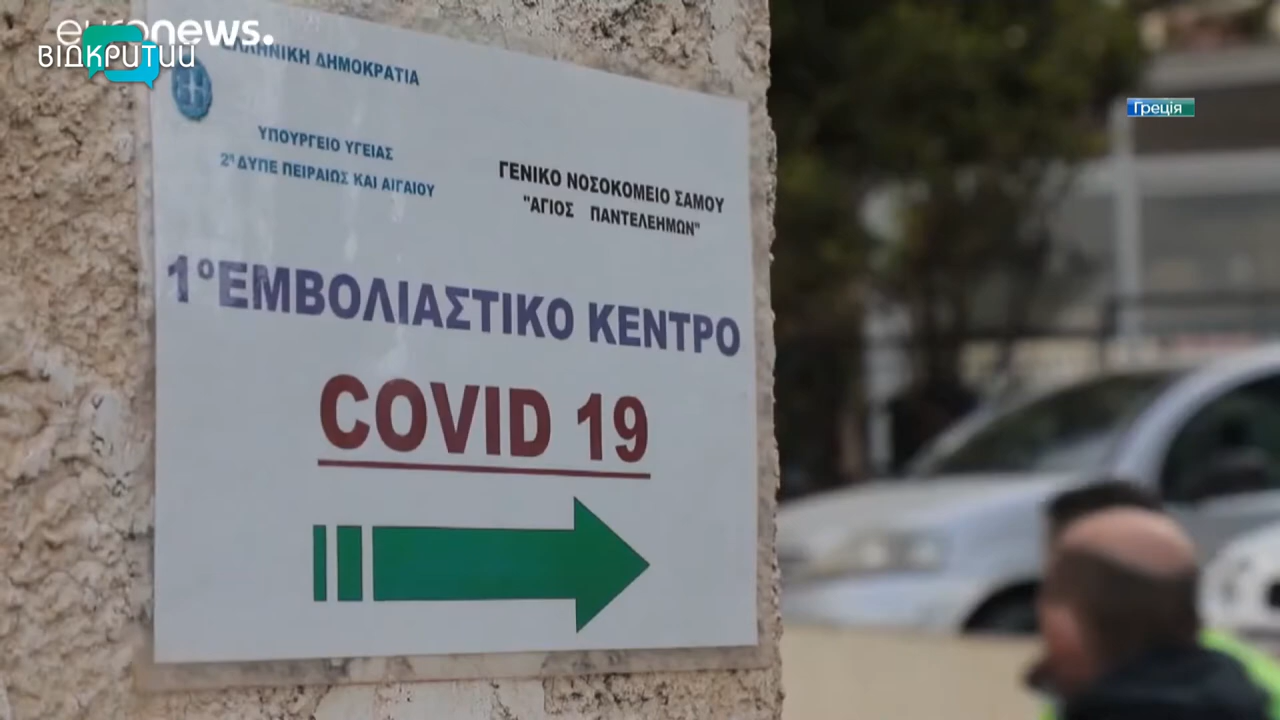 euronews.
ВІДКРИТИЙ
Греція
ΕΛΛΗΝΙΚΗ ΔΗΜΟΚΡΑΤΙΑ
ΥΠΟΥΡΓΕΙΟ ΥΓΕΙΑΣ
2η ΔΥΠΕ ΠΕΙΡΑΙΩΣ ΚΑΙ ΑΙΓΑΙΟΥ
ΓΕΝΙΚΟ ΝΟΣΟΚΟΜΕΙΟ ΣΑΜΟΥ
"ΑΓΙΟΣ ΠΑΝΤΕΛΕΗΜΩΝ"
1º ΕΜΒΟΛΙΑΣΤΙΚΟ ΚΕΝΤΡΟ
COVID 19